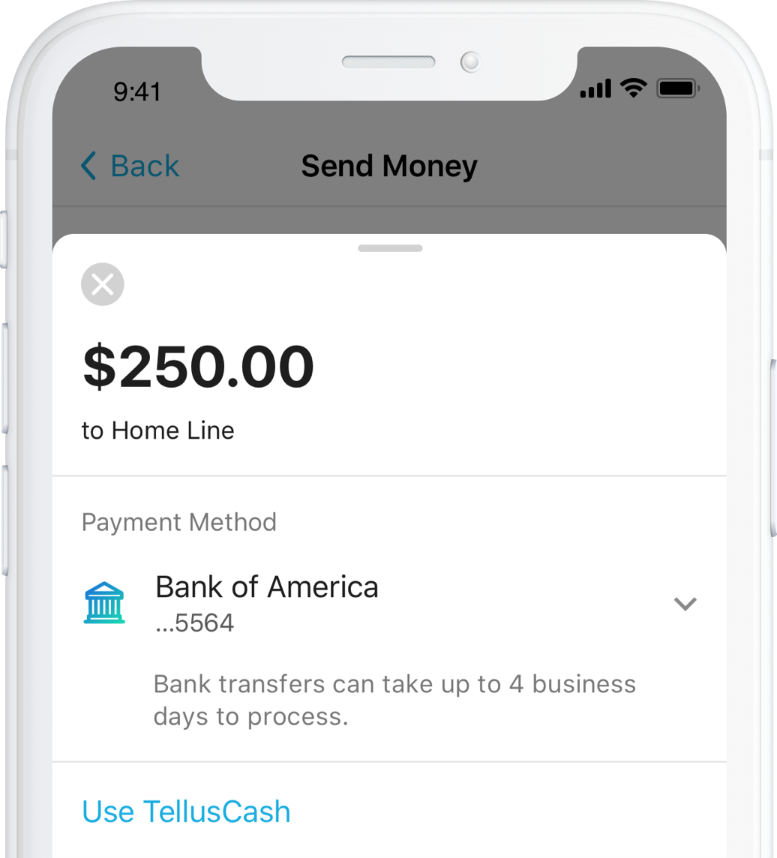 9:41
Back
Send Money
$250.00
to Home Line
Payment Method
Bank of America
...5564
Bank transfers can take up to 4 business
days to process.
Use TellusCash